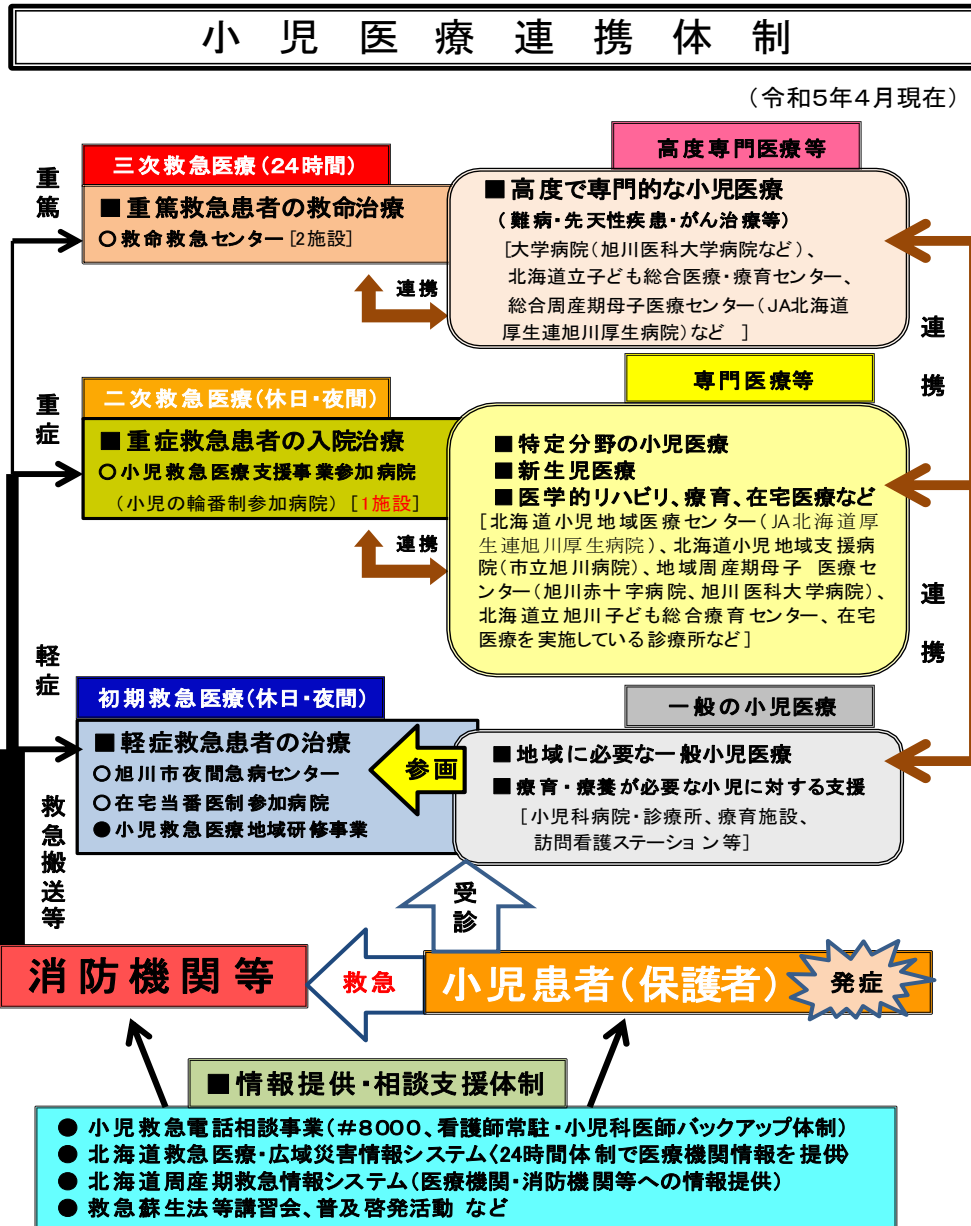 小児医療連携体制
（令和5年4月現在）
高度専門医療等
三次救急医療（24時間）
重篤
■重篤救急患者の救命治療
○救命救急センター［2施設］
■高度で専門的な小児医療
（難病・先天性疾患・がん治療等）
［大学病院（旭川医科大学病院など）、
北海道立子ども総合医療・療育センター、
総合周産期母子医療センター（JA北海道
厚生連旭川厚生病院）など　］
連携
連携
専門医療等
二次救急医療（休日・夜間）
重症
■重症救急患者の入院治療
○小児救急医療支援事業参加病院
（小児の輪番制参加病院）［1施設］
■特定分野の小児医療
■新生児医療
■医学的リハビリ、療育、在宅医療など
［北海道小児地域医療センター（JA北海道厚
生連旭川厚生病院）、北海道小児地域支援病
院（市立旭川病院）、地域周産期母子　医療セ
ンター（旭川赤十字病院、旭川医科大学病院）、
北海道立旭川子ども総合療育センター、在宅
医療を実施している診療所など］
連携
連携
軽症
一般の小児医療
初期救急医療（休日・夜間）
■軽症救急患者の治療
○旭川市夜間急病センター
○在宅当番医制参加病院
●小児救急医療地域研修事業
参画
■地域に必要な一般小児医療
■療育・療養が必要な小児に対する支援
［小児科病院・診療所、療育施設、
訪問看護ステーション等］
救急搬送等
受診
消防機関等
救急
小児患者（保護者）
発症
■情報提供・相談支援体制
●小児救急電話相談事業（＃8000、看護師常駐・小児科医師バックアップ体制）
●北海道救急医療・広域災害情報システム〈24時間体制で医療機関情報を提供〉
●北海道周産期救急情報システム（医療機関・消防機関等への情報提供）
●救急蘇生法等講習会、普及啓発活動 など